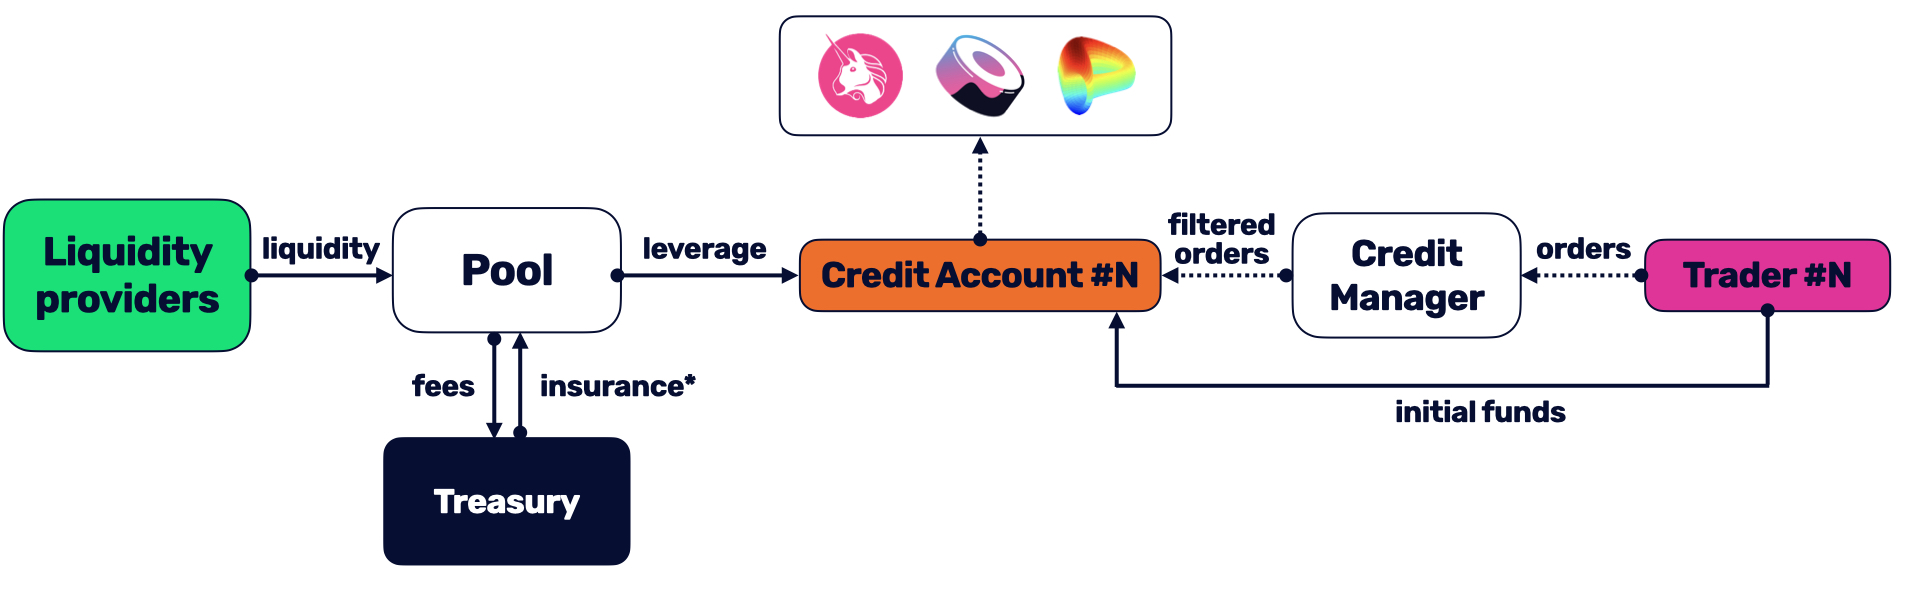 Liquidity
providers
liquidity
Pool
leverage
Credit Account #N
filtered
orders
Credit
Manager
orders
Trader #N
fees
insurance*
initial funds
Treasury